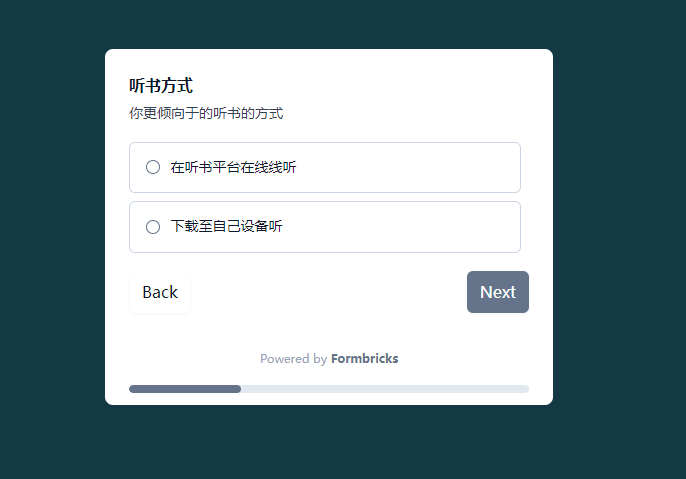 听书方式
你更倾向于的听书的方式
在听书平台在线线听
下载至自己设备听
Back
Next
Powered by Formbricks